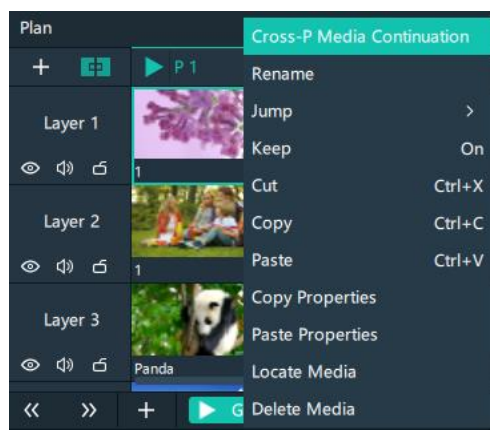 Plan
+
P 1
Layer 1
1
Layer 2
1
Layer 3
Panda
+
G
Cross-P Media Continuation
Rename
Jump >
Keep On
Cut Ctrl+X
Copy Ctrl+C
Paste Ctrl+V
Copy Properties
Paste Properties
Locate Media
Delete Media